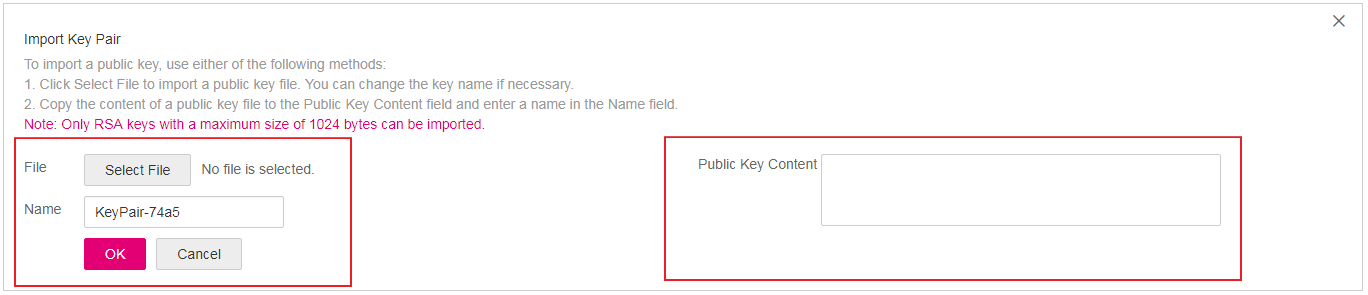 Import Key Pair
To import a public key, use either of the following methods:
1. Click Select File to import a public key file. You can change the key name if necessary.
2. Copy the content of a public key file to the Public Key Content field and enter a name in the Name field.
Note: Only RSA keys with a maximum size of 1024 bytes can be imported.
File Select File No file is selected.
Name KeyPair-74a5
OK Cancel
Public Key Content